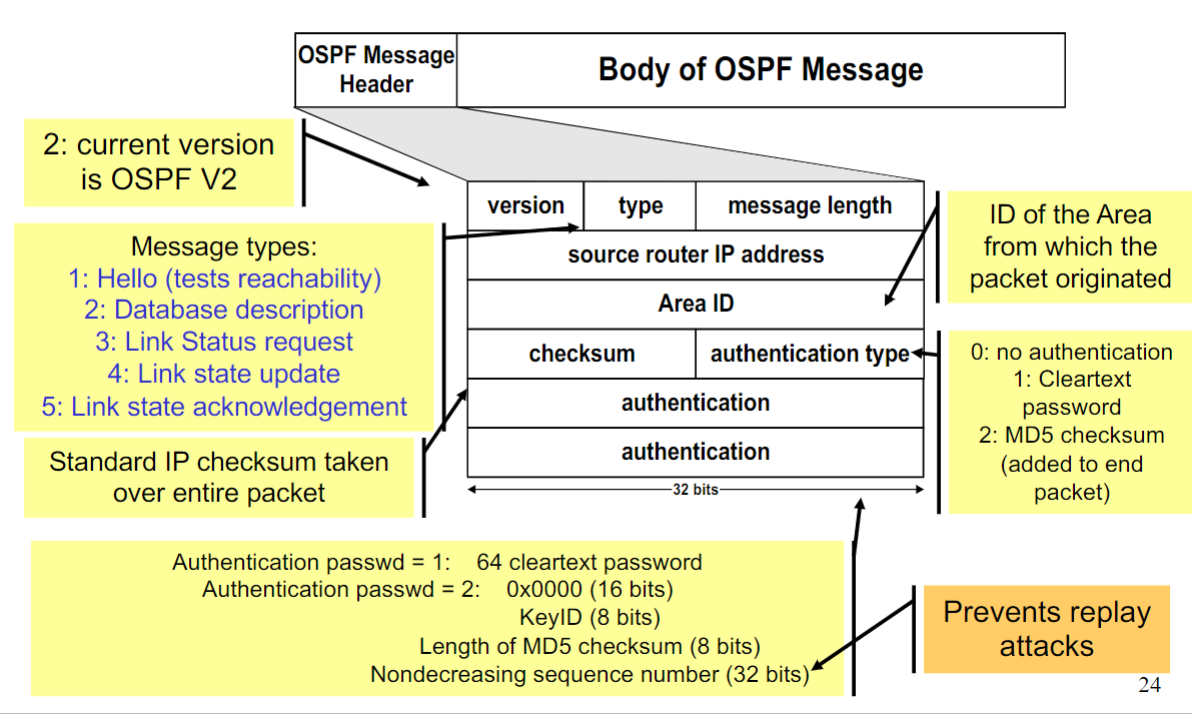 OSPF Message
Header
Body of OSPF Message
2: current version
is OSPF V2
version
type
message length
source router IP address
Area ID
checksum
authentication type
authentication
authentication
32 bits
Message types:
1: Hello (tests reachability)
2: Database description
3: Link Status request
4: Link state update
5: Link state acknowledgement
ID of the Area
from which the
packet originated
0: no authentication
1: Cleartext
password
2: MD5 checksum
(added to end
packet)
Standard IP checksum taken
over entire packet
Authentication passwd = 1: 64 cleartext password
Authentication passwd = 2: 0x0000 (16 bits)
KeyID (8 bits)
Length of MD5 checksum (8 bits)
Nondecreasing sequence number (32 bits)
Prevents replay
attacks
24